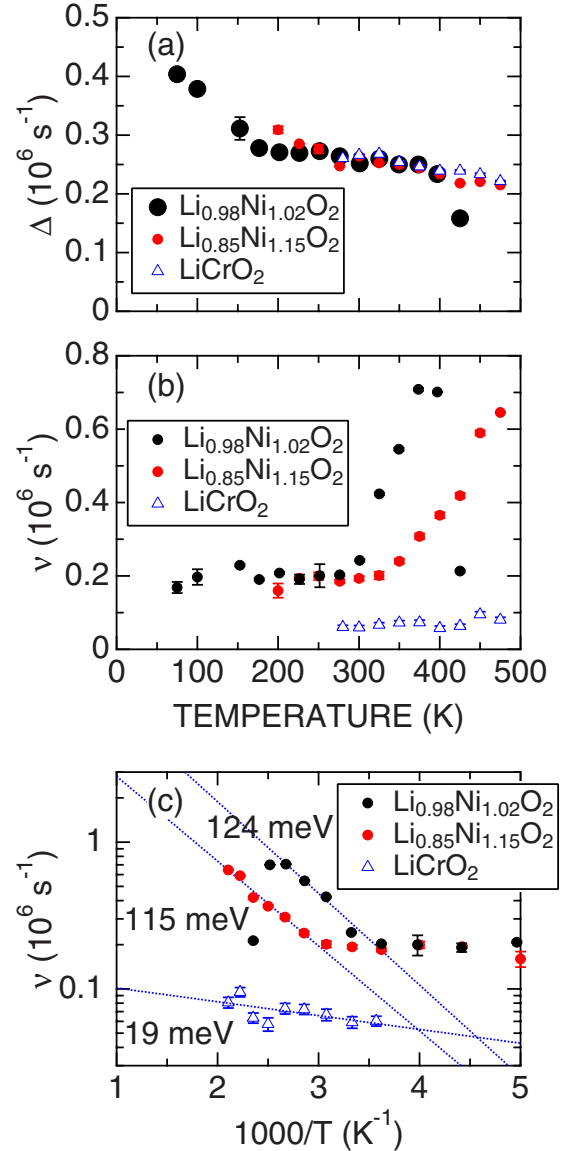 (a)
0.5
0.4
0.3
0.2
0.1
0
Δ (10⁶ s⁻¹)
Li₀.₉₈Ni₁.₀₂O₂
Li₀.₈₅Ni₁.₁₅O₂
LiCrO₂
(b)
0.8
0.6
0.4
0.2
0
ν (10⁶ s⁻¹)
Li₀.₉₈Ni₁.₀₂O₂
Li₀.₈₅Ni₁.₁₅O₂
LiCrO₂
0 100 200 300 400 500
TEMPERATURE (K)
(c)
Li₀.₉₈Ni₁.₀₂O₂
Li₀.₈₅Ni₁.₁₅O₂
LiCrO₂
124 meV
115 meV
19 meV
1
0.1
ν (10⁶ s⁻¹)
1 2 3 4 5
1000/T (K⁻¹)